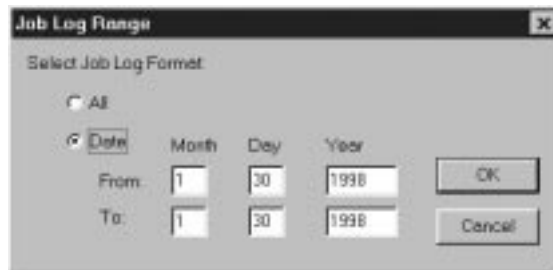 Job Log Range
Select Job Log Format
All
Date Month Day Year
From: 1 30 1998
To: 1 30 1998
OK
Cancel